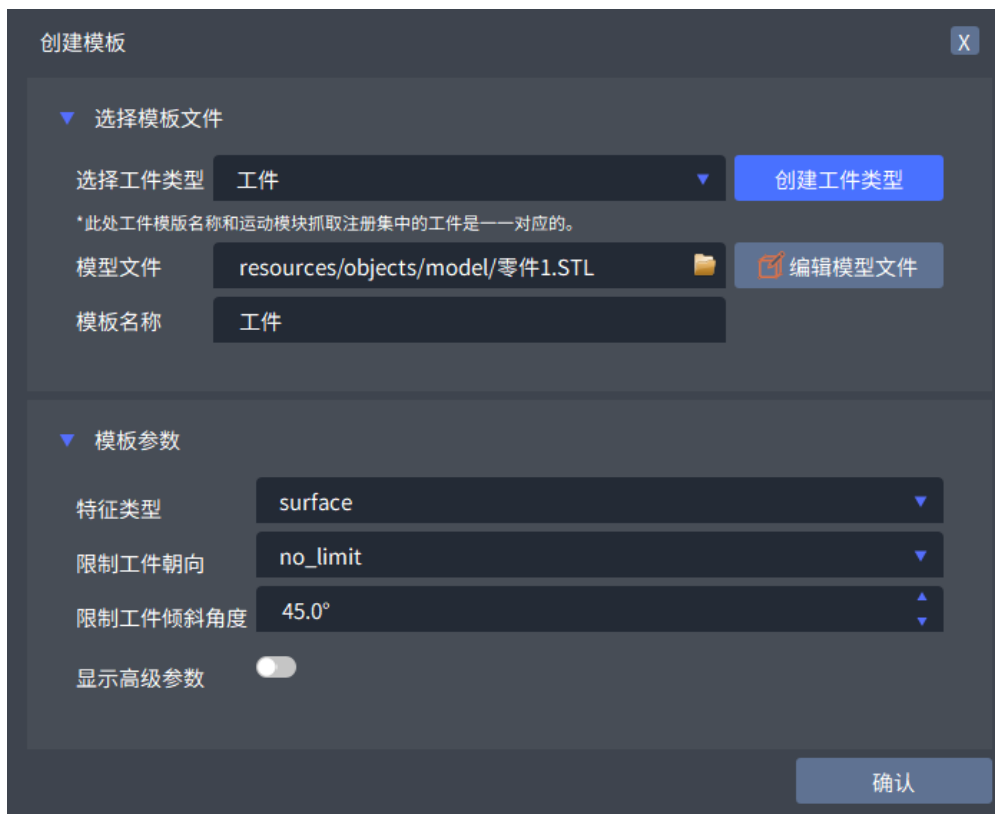 创建模板 X
选择模板文件
选择工件类型 工件 创建工件类型
*此处工件模版名称和运动模块抓取注册集中的工件是一一对应的。
模型文件 resources/objects/model/零件1.STL 编辑模型文件
模板名称 工件
模板参数
特征类型 surface
限制工件朝向 no_limit
限制工件倾斜角度 45.0°
显示高级参数
确认